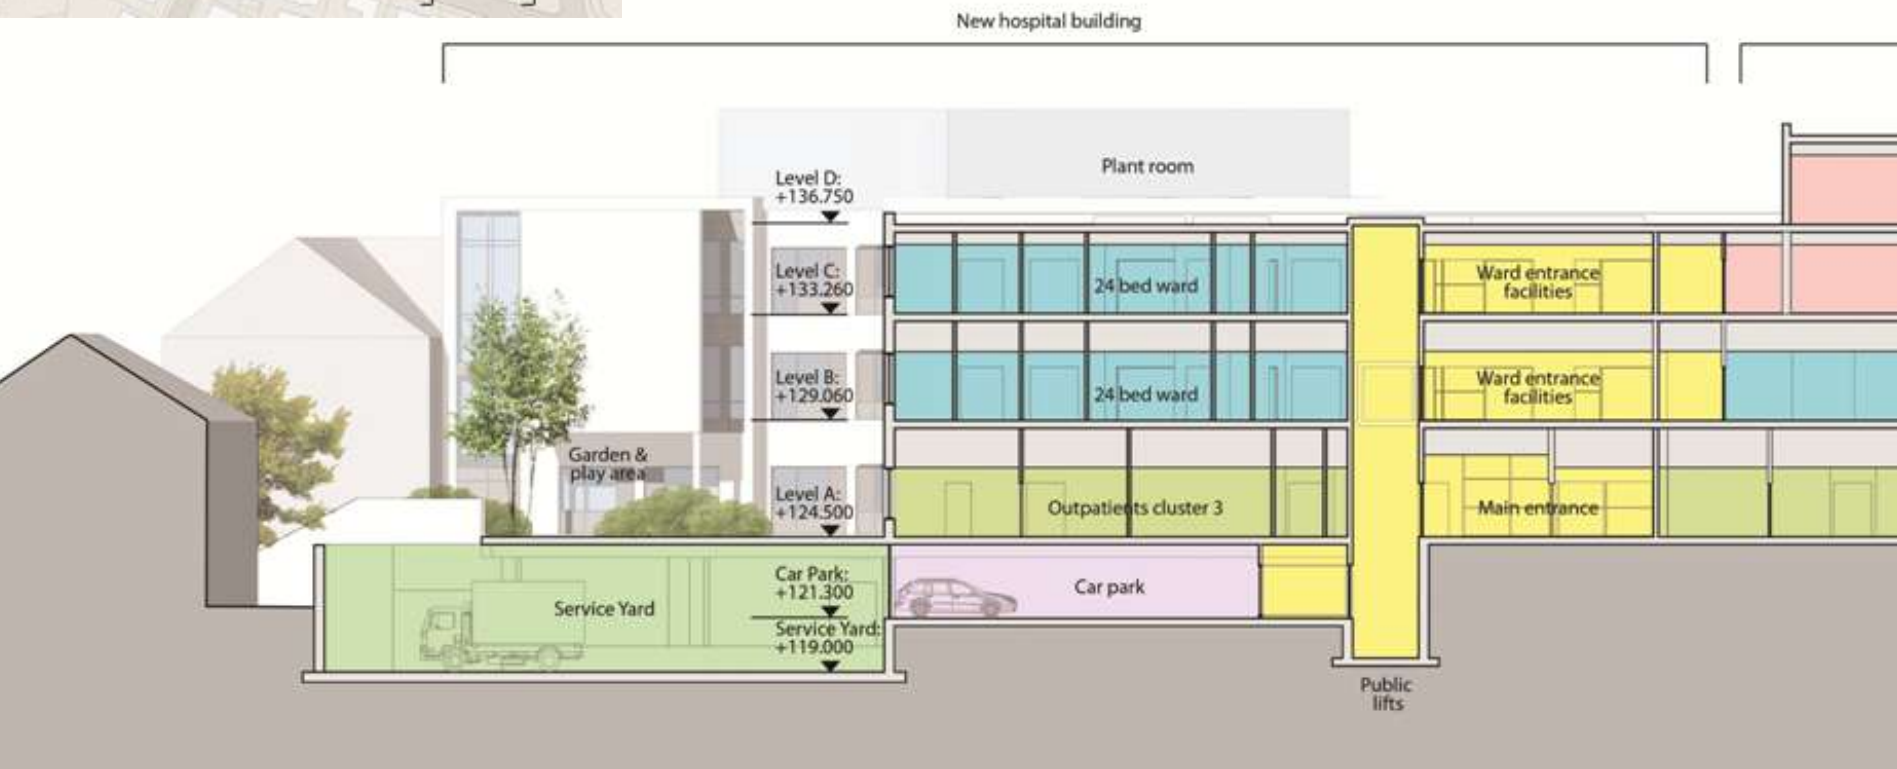 New hospital building
Plant room
Level D:
+136.750
Level C:
+133.260
24 bed ward
Ward entrance
facilities
Level B:
+129.060
24 bed ward
Ward entrance
facilities
Garden &
play area
Level A:
+124.500
Outpatients cluster 3
Main entrance
Car Park:
+121.300
Car park
Service Yard
Service Yard:
+119.000
Public
lifts